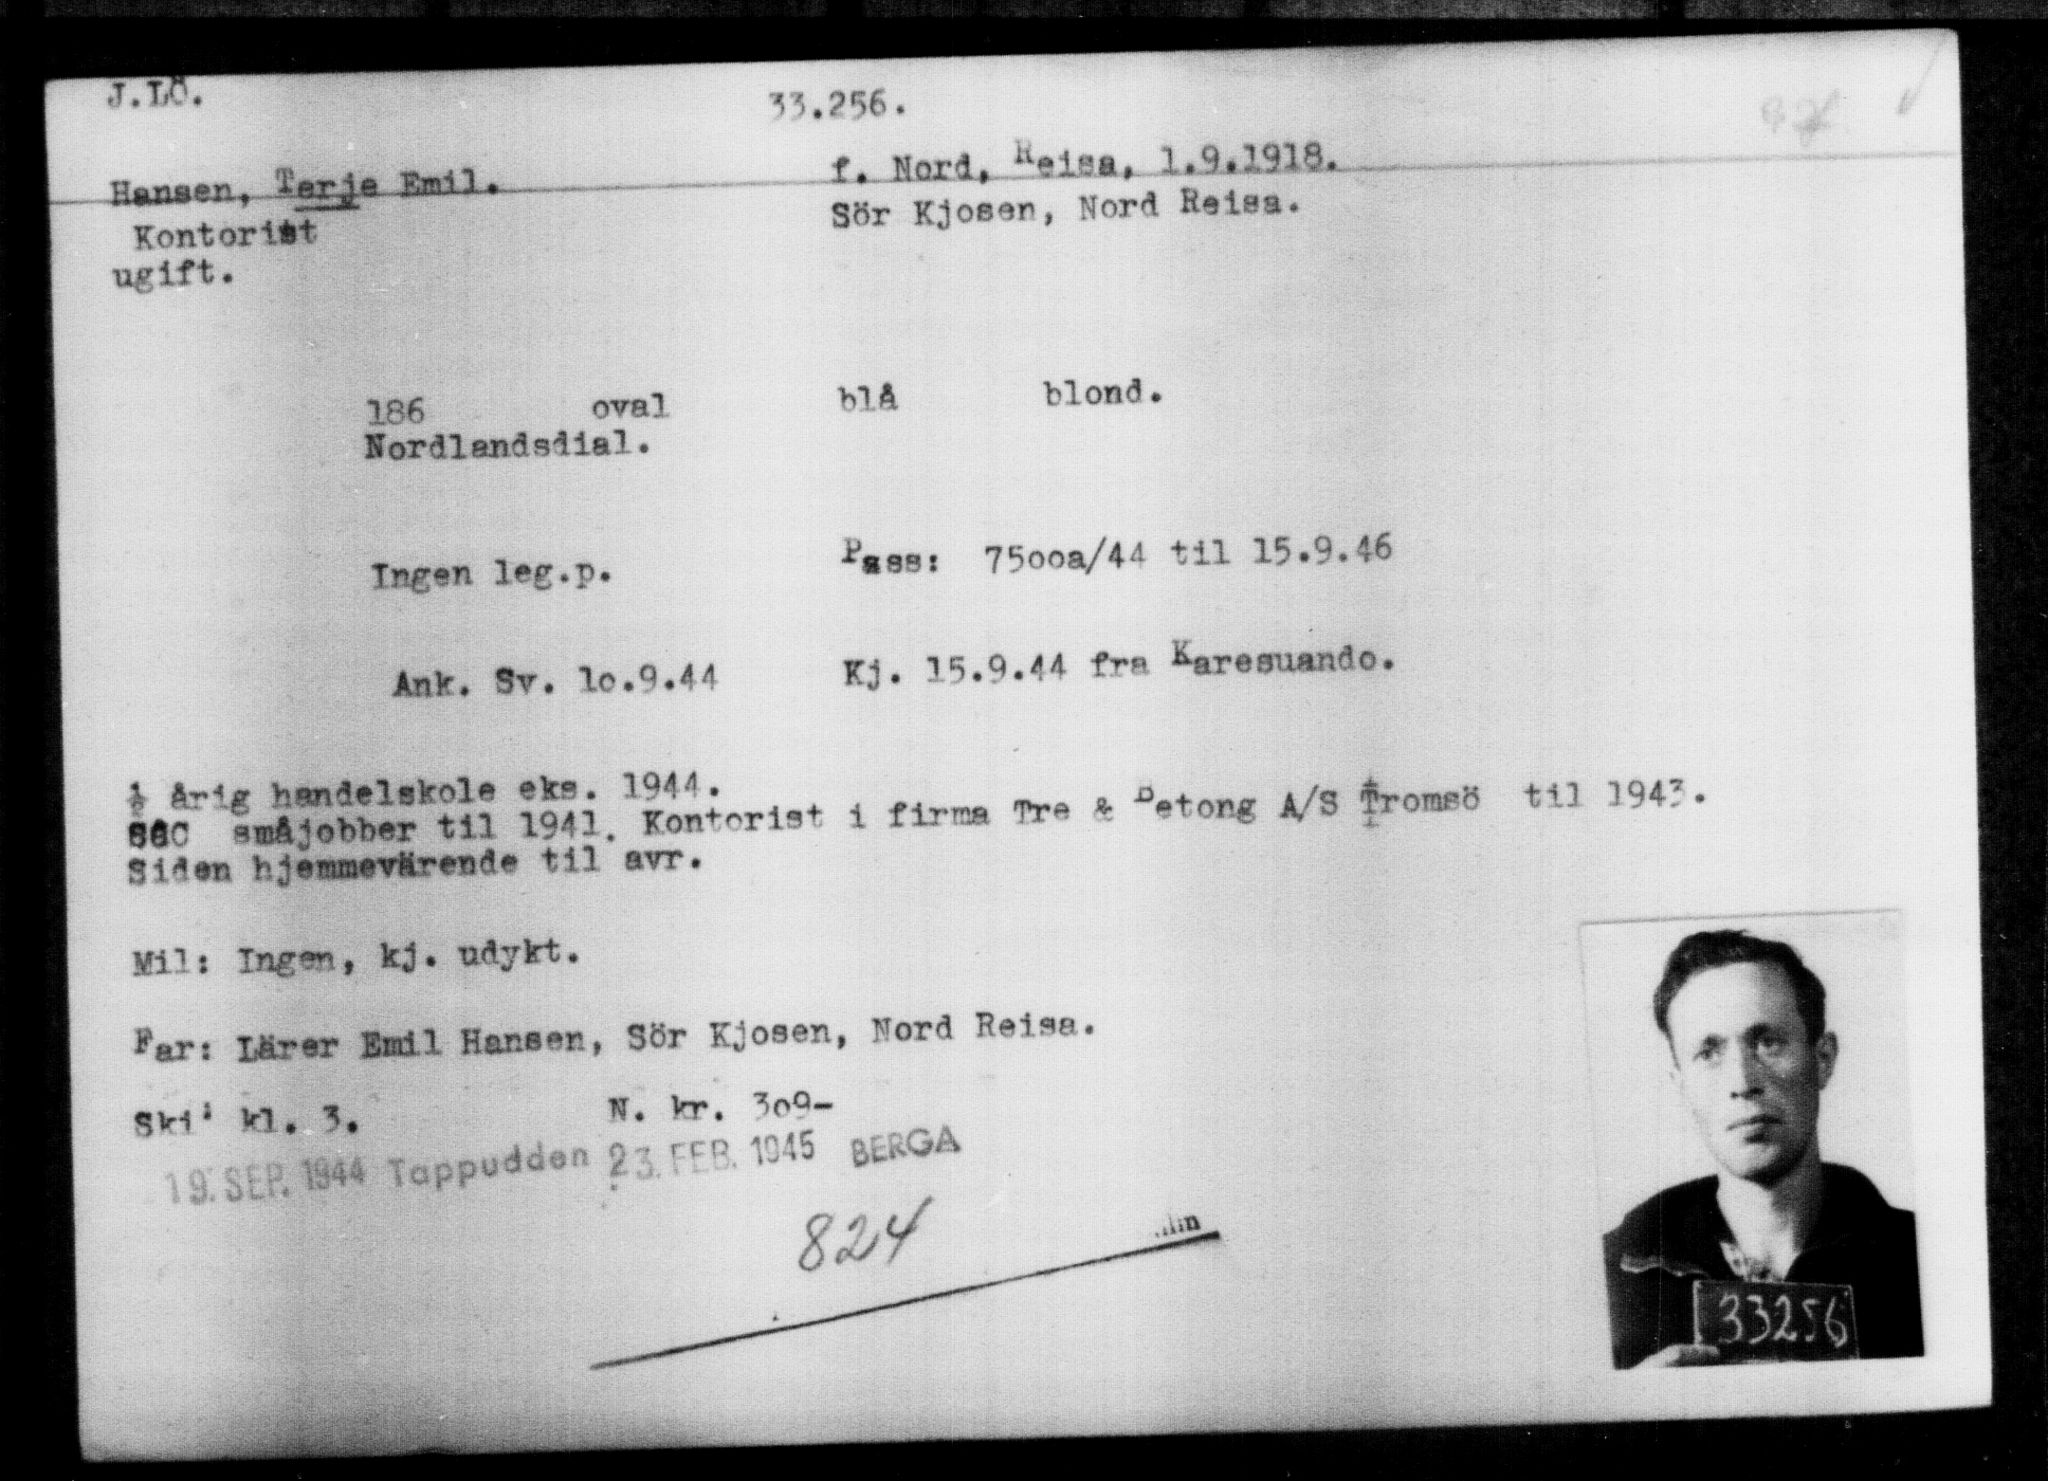 J.LÖ.
33.256.
Hansen, Terje Emil.
f. Nord, Reisa, 1.9.1918.
Kontorist
Sör Kjosen, Nord Reisa.
ugift.
186 oval blå blond.
Nordlandsdial.
Ingen leg.p. Pass: 75ooa/44 til 15.9.46
Ank. Sv. lo.9.44 Kj. 15.9.44 fra Karesuando.
½ årig handelskole eks. 1944.
småjobber til 1941. Kontorist i firma Tre & Betong A/S Tromsö til 1943.
Siden hjemmevärende til avr.
Mil: Ingen, kj. udykt.
Far: Lärer Emil Hansen, Sör Kjosen, Nord Reisa.
Ski: kl. 3. N. kr. 3o9-
19. SEP. 1944 Tappudden 23. FEB. 1945 BERGA
824
33256